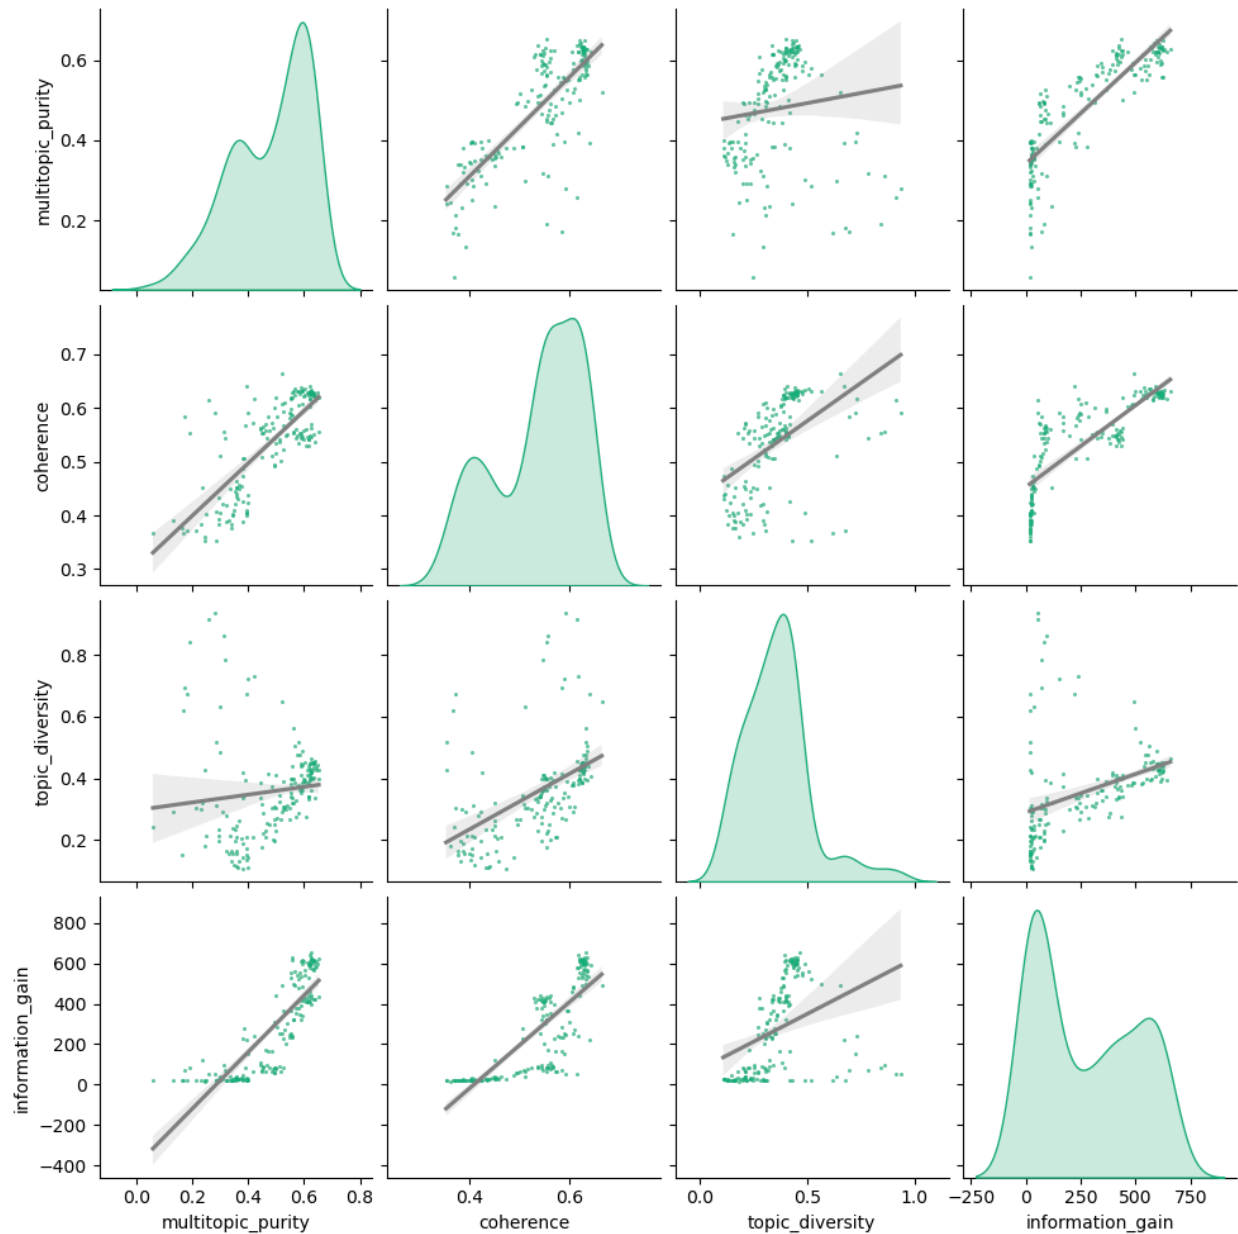 multitopic_purity
0.6
0.4
0.2
coherence
0.7
0.6
0.5
0.4
0.3
topic_diversity
0.8
0.6
0.4
0.2
information_gain
800
600
400
200
0
−200
−400
0.0 0.2 0.4 0.6 0.8
0.4 0.6
0.0 0.5 1.0
−250 0 250 500 750
multitopic_purity
coherence
topic_diversity
information_gain